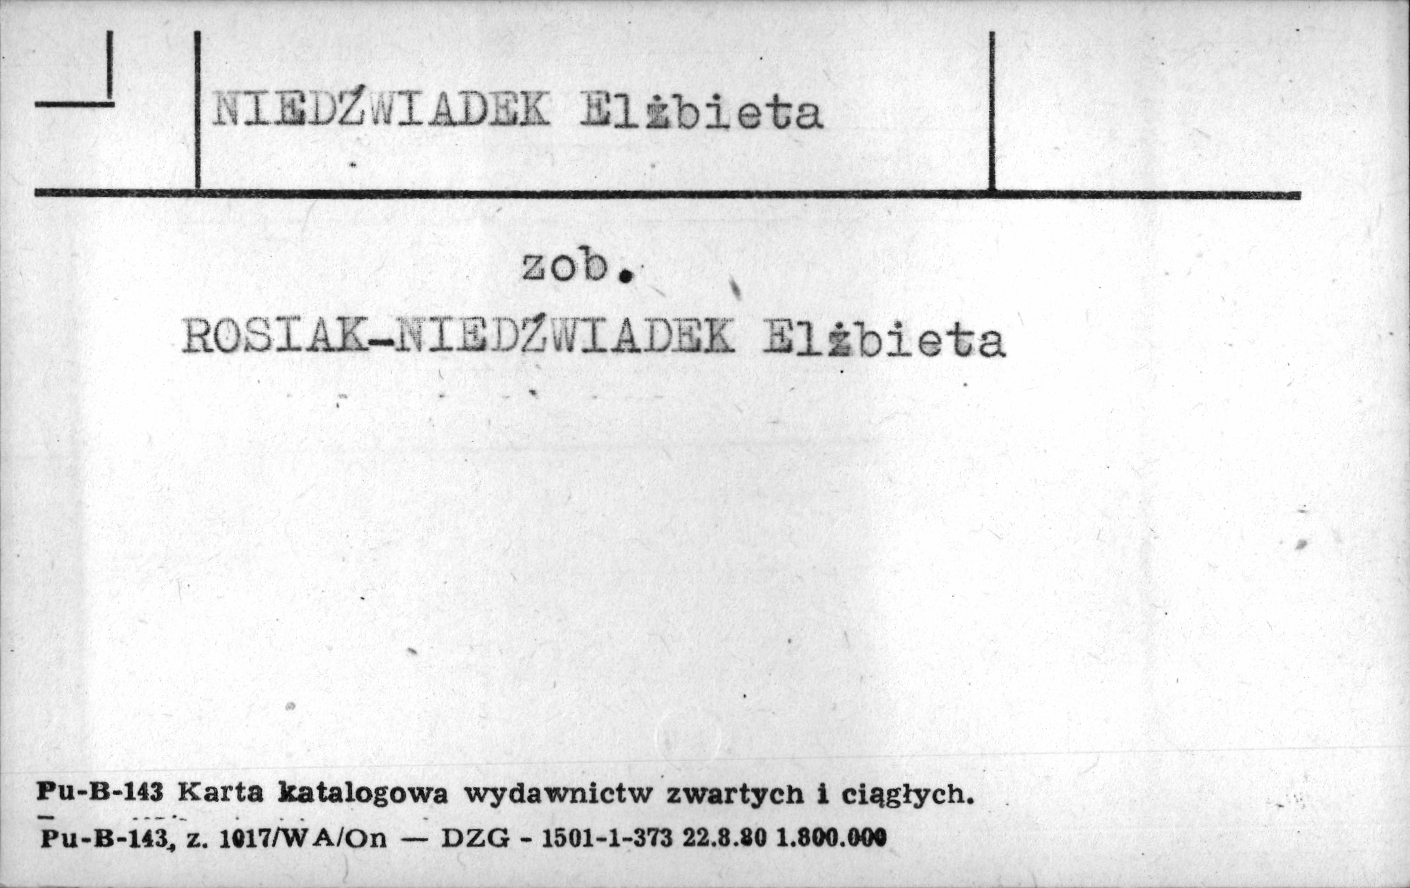 NIEDŹWIADEK Elżbieta
zob.
ROSIAK-NIEDŹWIADEK Elżbieta
Pu-B-143 Karta katalogowa wydawnictw zwartych i ciągłych.
Pu-B-143, z. 1017/WA/On — DZG - 1501-1-373 22.8.80 1.800.000